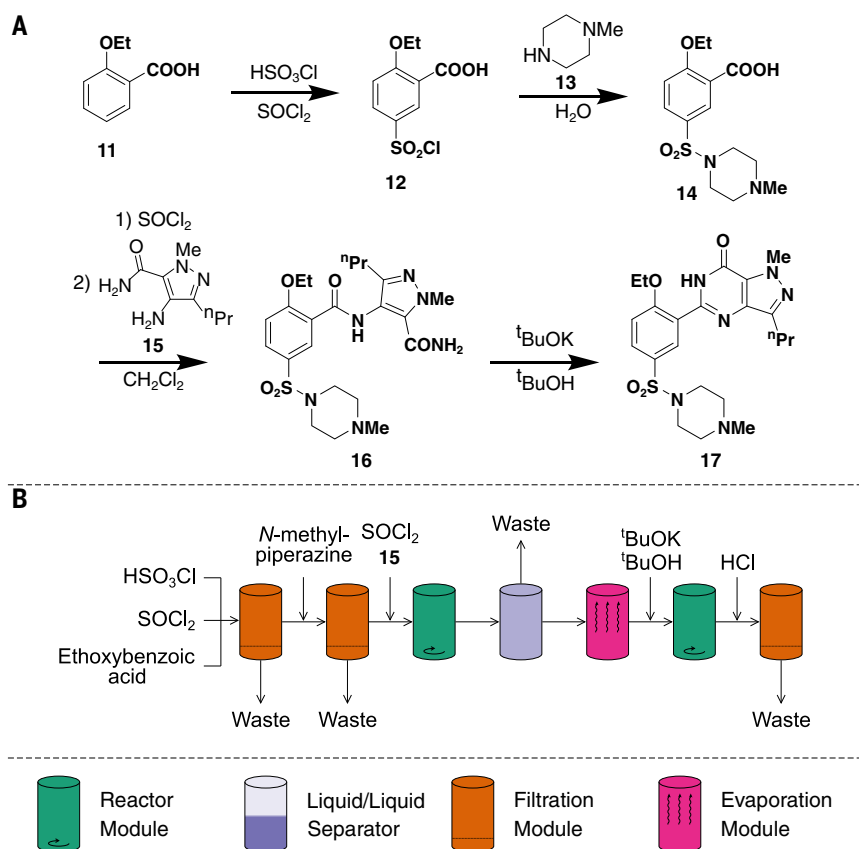 A
OEt
COOH
11
HSO3Cl
SOCl2
OEt
COOH
SO2Cl
12
NMe
HN
13
H2O
OEt
COOH
O2S
N
NMe
14
1) SOCl2
2)
O
Me
N
N
H2N
H2N
nPr
15
CH2Cl2
nPr
N
OEt
O
N
Me
N
H
CONH2
O2S
N
NMe
16
tBuOK
tBuOH
O
Me
OEt
HN
N
N
N
nPr
O2S
N
NMe
17
B
HSO3Cl
SOCl2
Ethoxybenzoic
acid
N-methyl-
piperazine
SOCl2
15
Waste
tBuOK
tBuOH
HCl
Waste
Waste
Waste
Reactor
Module
Liquid/Liquid
Separator
Filtration
Module
Evaporation
Module